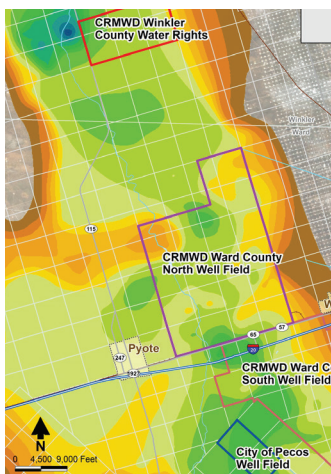 CRMWD Winkler
County Water Rights
Winkler
Ward
115
CRMWD Ward County
North Well Field
57
65
20
W
Pyote
247
1927
CRMWD Ward C
South Well Field
City of Pecos
Well Field
N
0 4,500 9,000 Feet